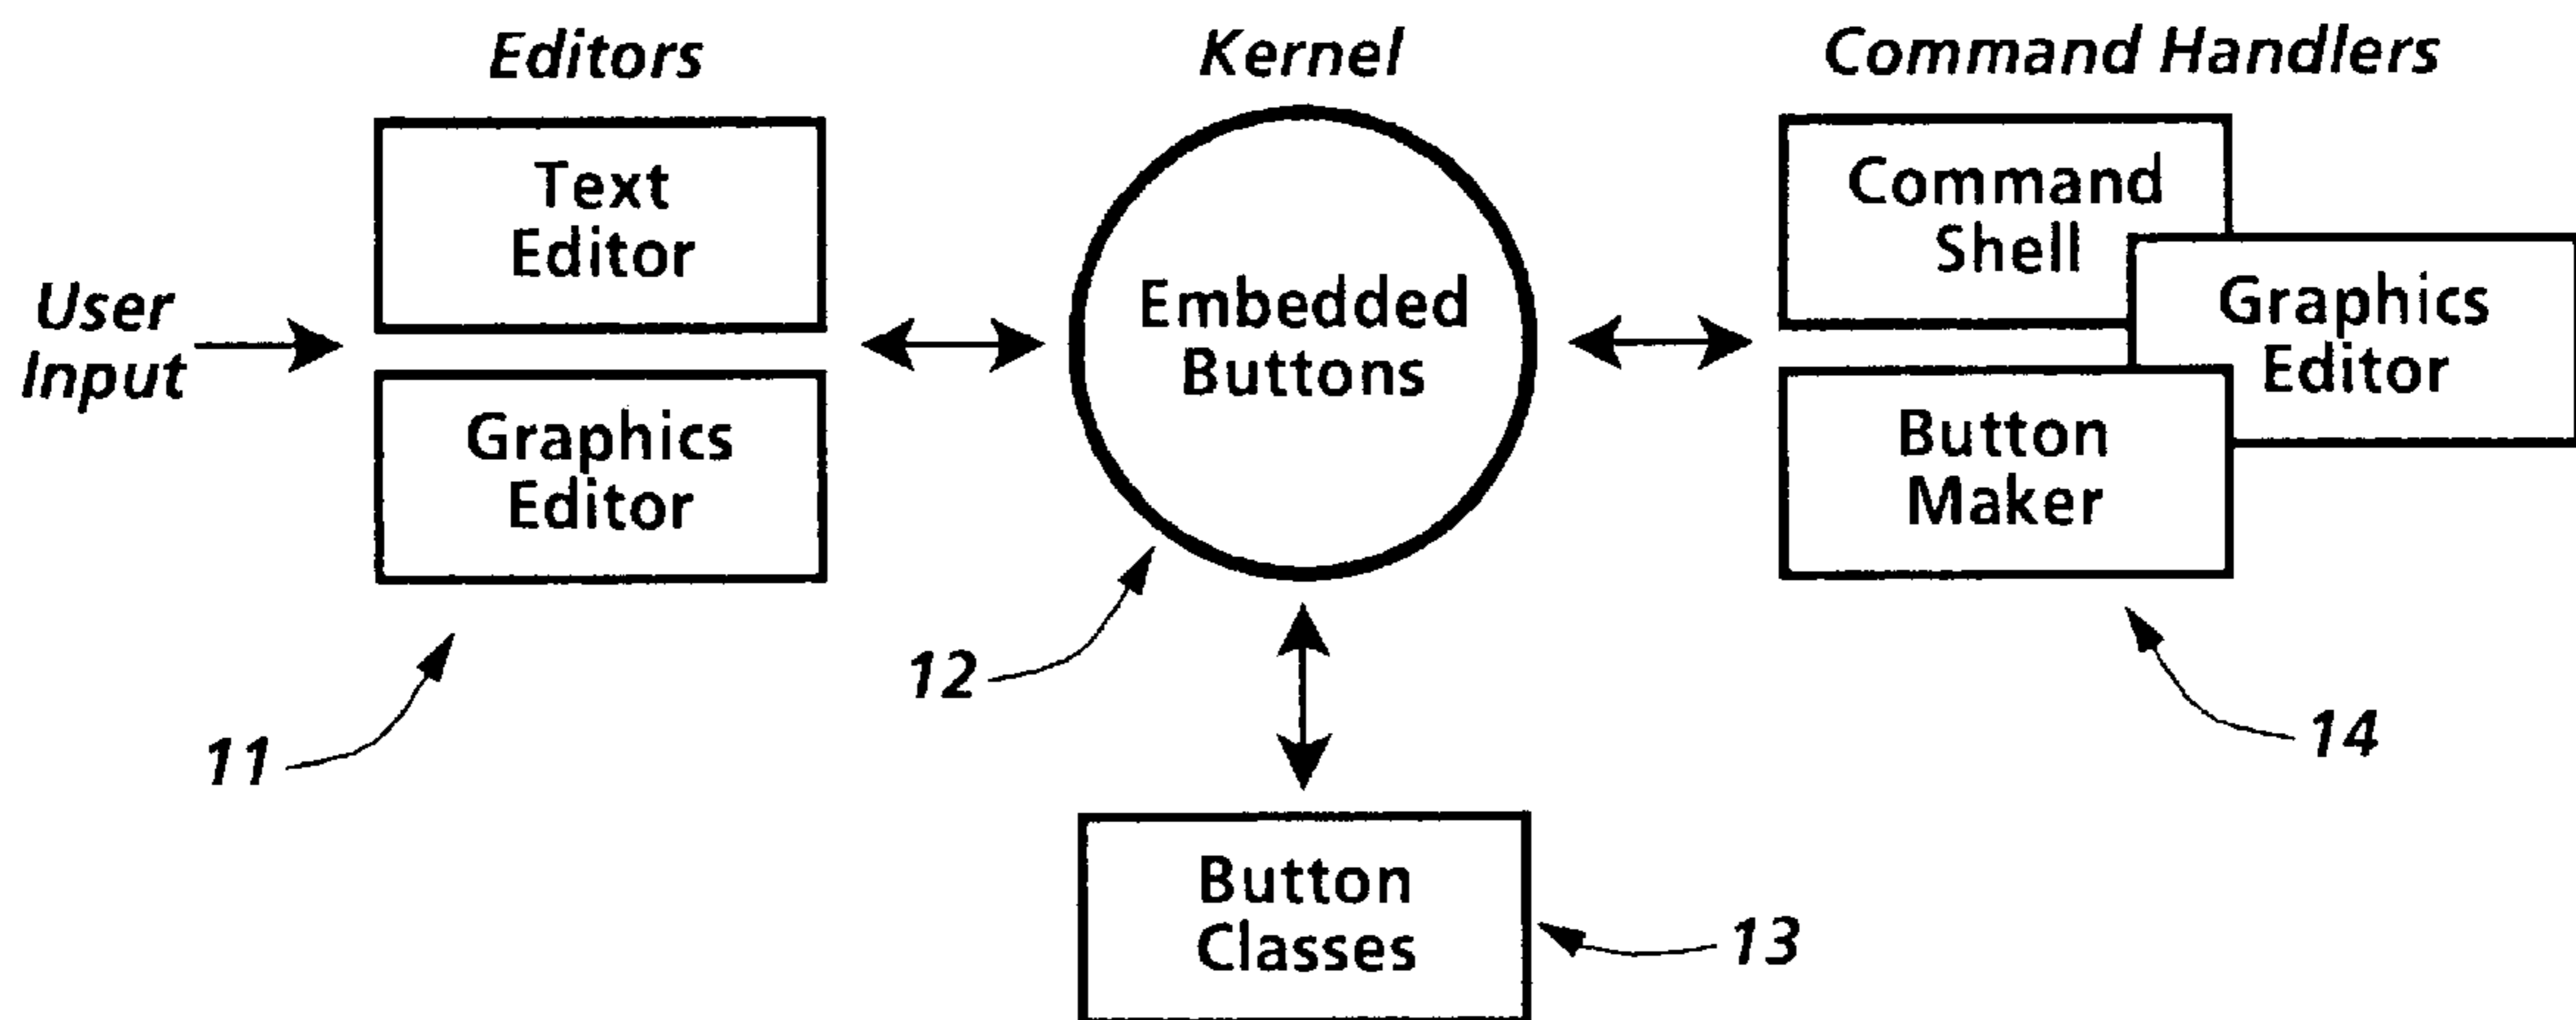 Editors
Kernel
Command Handlers
User
Input
Text
Editor
Graphics
Editor
Embedded
Buttons
Command
Shell
Graphics
Editor
Button
Maker
11
12
14
Button
Classes
13